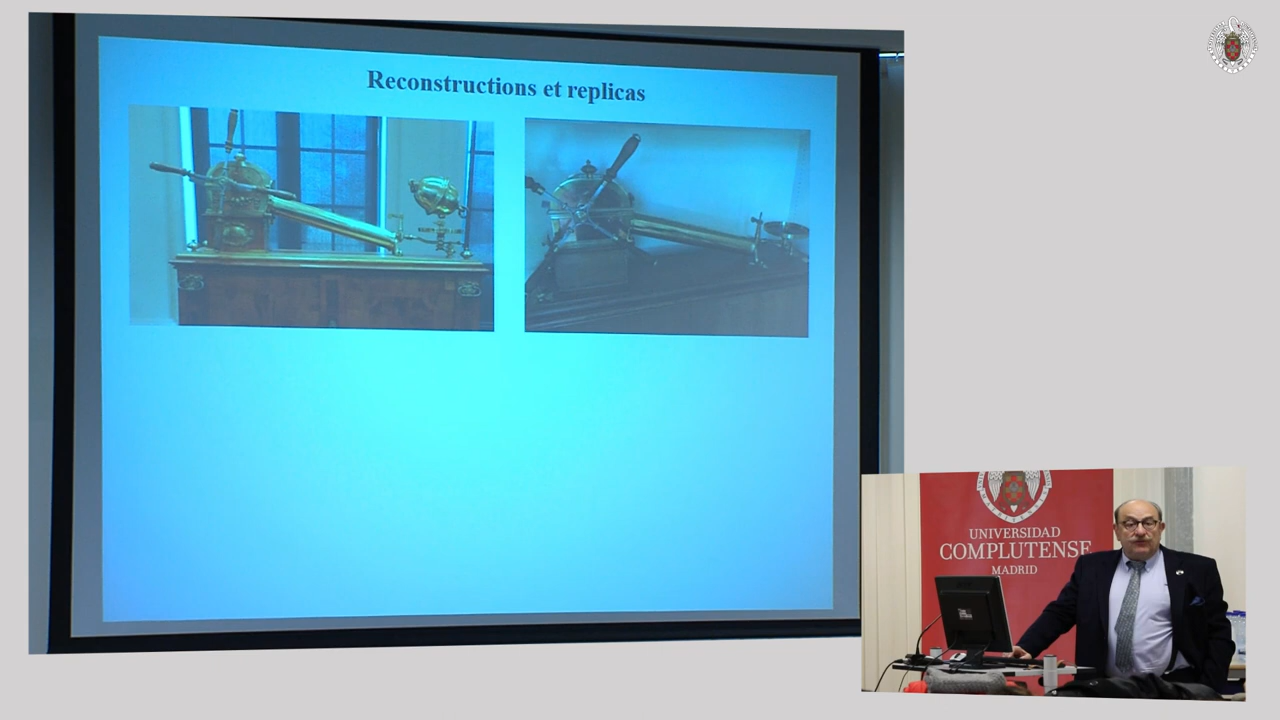 Reconstructions et replicas
UNIVERSIDAD
COMPLUTENSE
MADRID